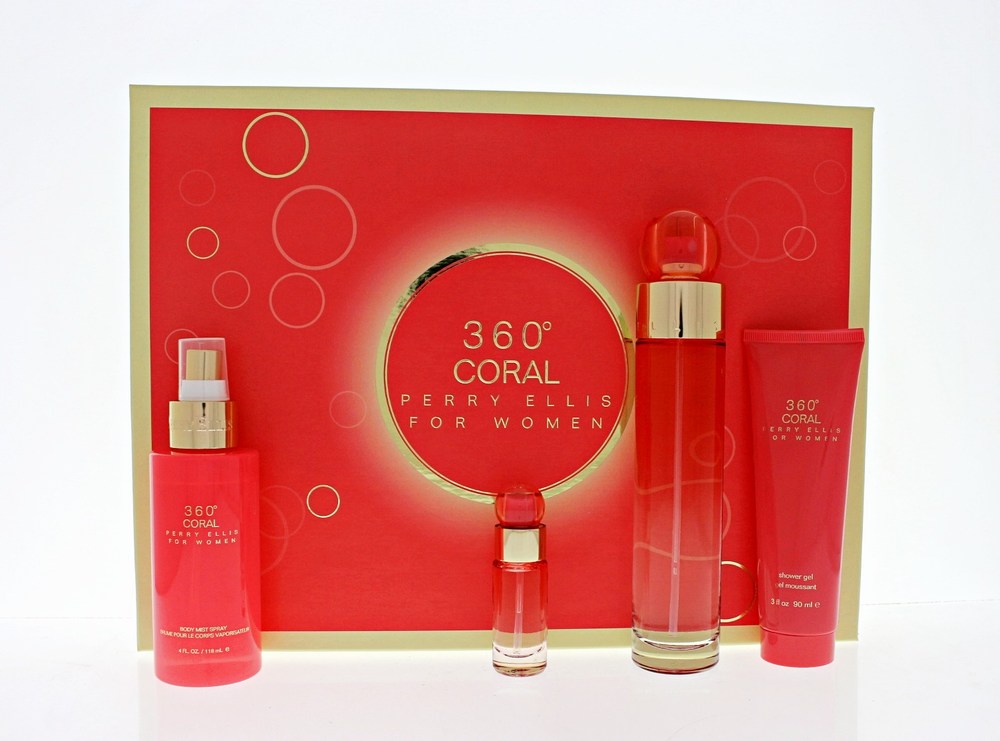 360°
CORAL
PERRY ELLIS
FOR WOMEN
360°
CORAL
PERRY ELLIS
FOR WOMEN
BODY MIST SPRAY
BRUME POUR LE CORPS VAPORISATEUR
4 FL. OZ. / 118 mL ℮
360°
CORAL
PERRY ELLIS
FOR WOMEN
shower gel
gel moussant
3 fl oz 90 ml ℮